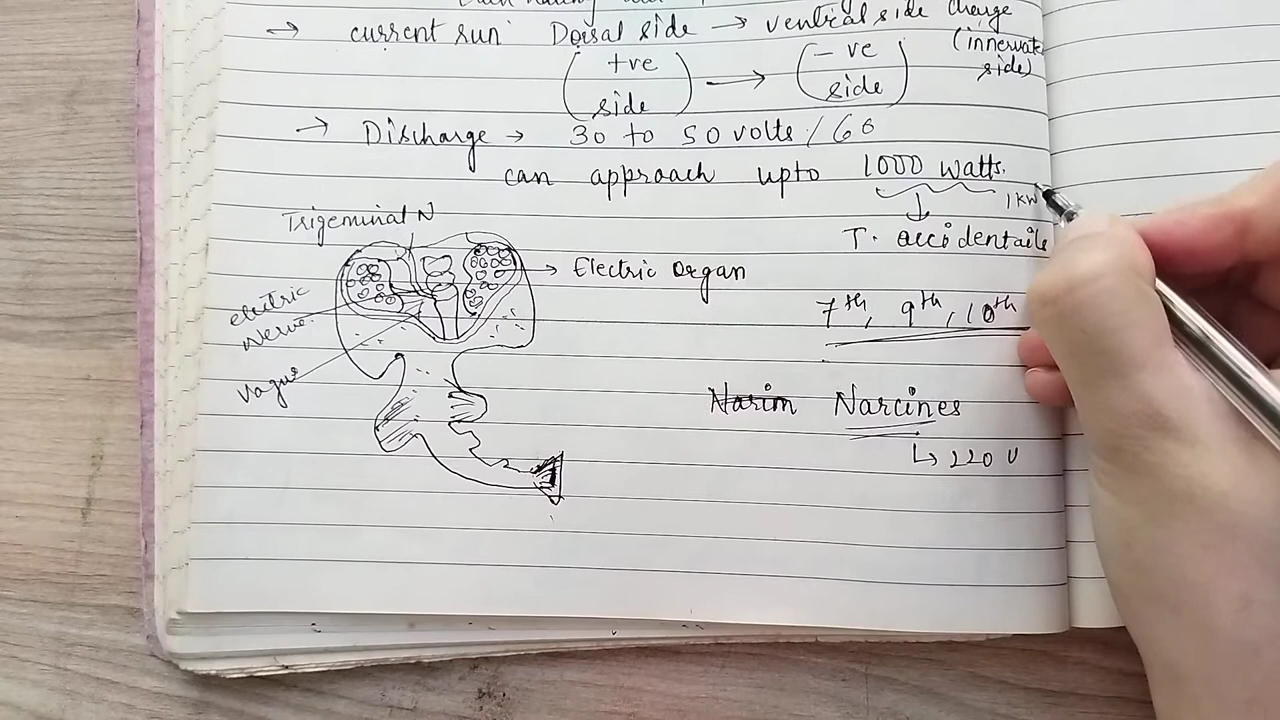 → current run Dorsal side → ventral side charge
(innervate
side)
(+ve side) → (-ve side)
→ Discharge → 30 to 50 volts / 60
can approach upto 1000 watts.
1 KW
↓
T. accidentaile
Trigeminal N
→ Electric Organ
electric
Nerve.
7th, 9th, 10th
Vagus
Narim Narcines
↳ 220 V